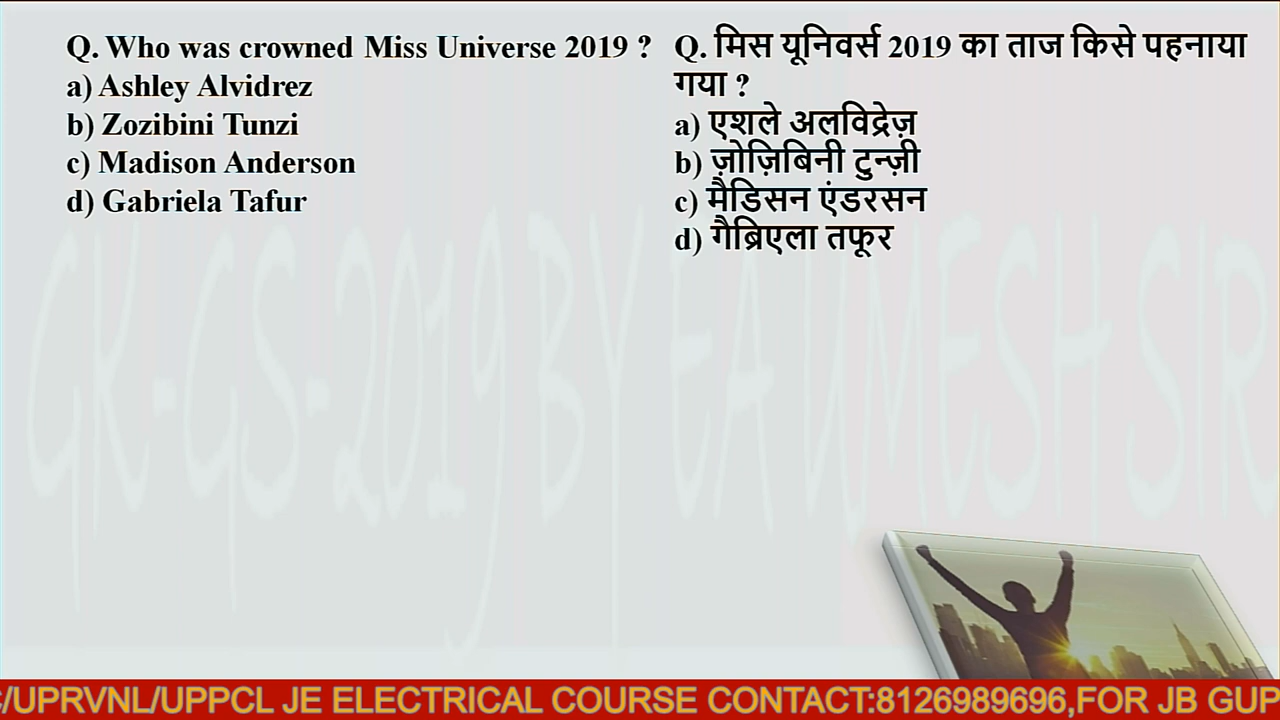 Q. Who was crowned Miss Universe 2019 ?
a) Ashley Alvidrez
b) Zozibini Tunzi
c) Madison Anderson
d) Gabriela Tafur
Q. मिस यूनिवर्स 2019 का ताज किसे पहनाया
गया ?
a) एशले अलविद्रेज़
b) ज़ोज़िबिनी टुन्ज़ी
c) मैडिसन एंडरसन
d) गैब्रिएला तफूर
GK-GS-2019 BY EA UMESH SIR
/UPRVNL/UPPCL JE ELECTRICAL COURSE CONTACT:8126989696,FOR JB GUP